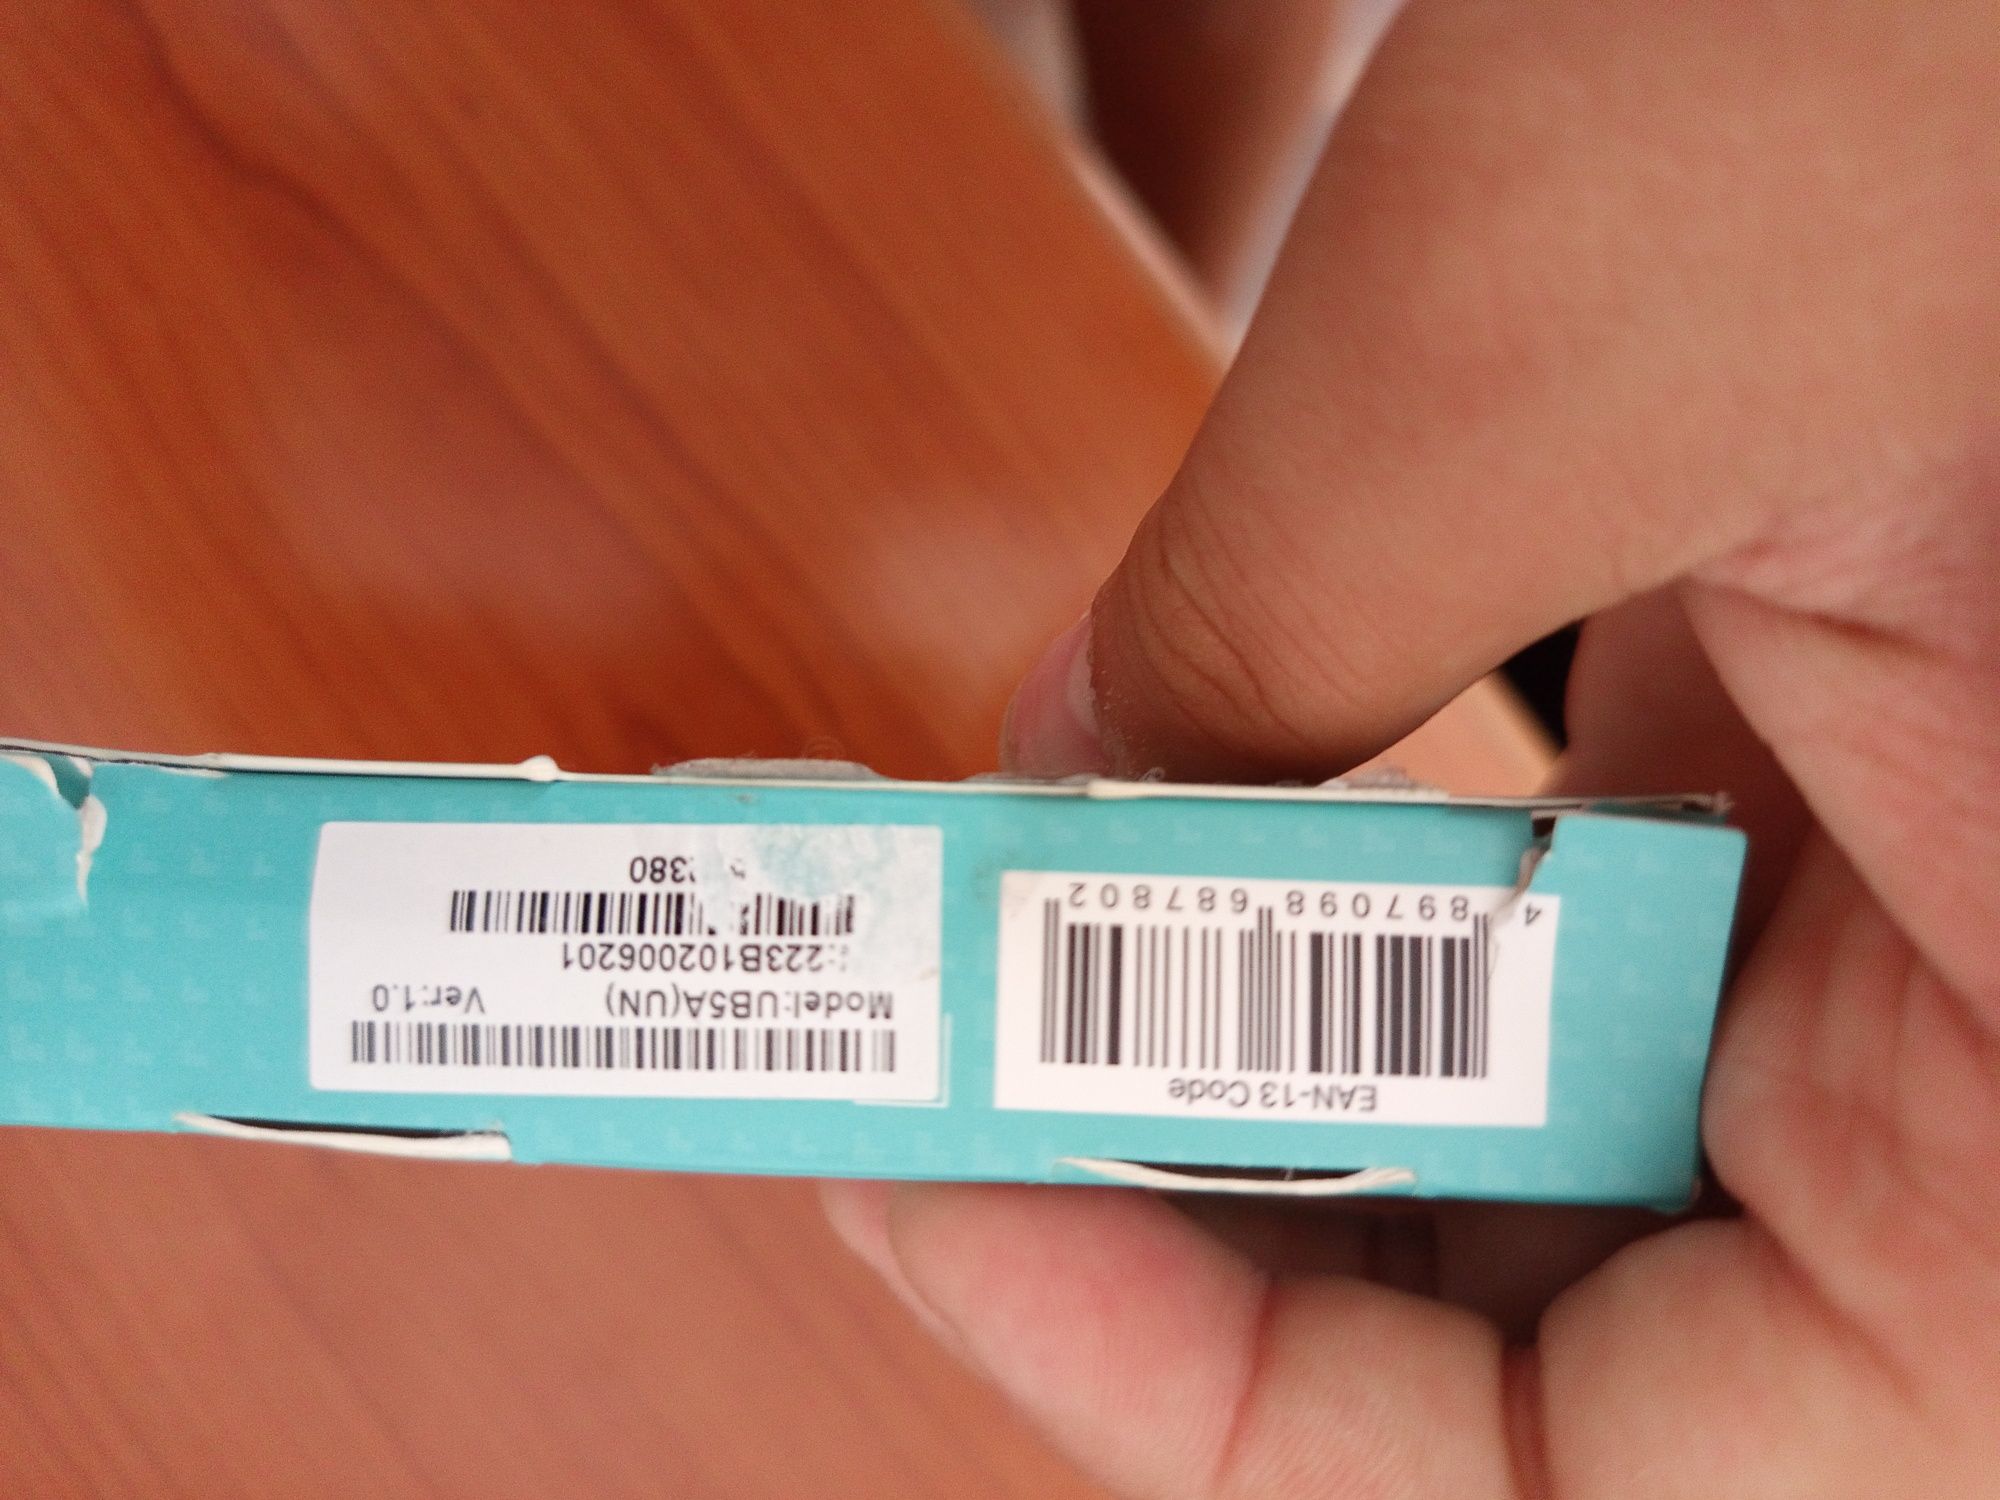 EAN-13 Code
4 897098 687802
Model:UB5A(UN) Ver:1.0
:223B102006201
380